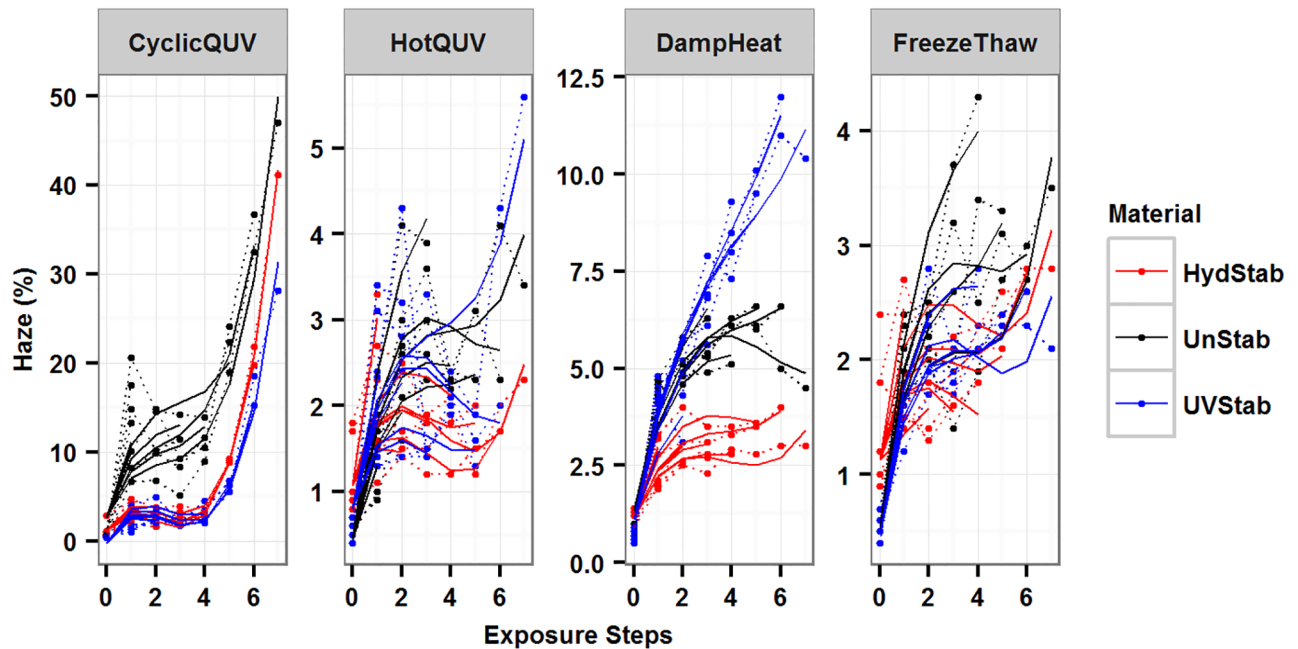 CyclicQUV HotQUV DampHeat FreezeThaw
Haze (%)
50
40
30
20
10
0
5
4
3
2
1
12.5
10.0
7.5
5.0
2.5
0.0
4
3
2
1
0 2 4 6 0 2 4 6 0 2 4 6 0 2 4 6
Exposure Steps
Material
HydStab
UnStab
UVStab